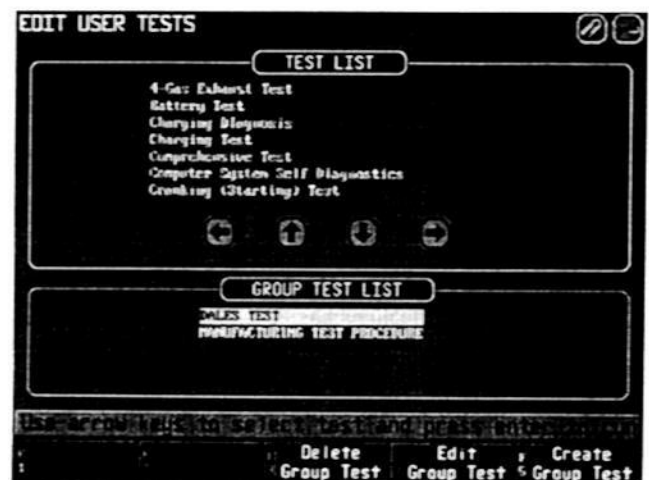 EDIT USER TESTS
TEST LIST
4-Gas Exhaust Test
Battery Test
Charging Diagnosis
Charging Test
Comprehensive Test
Computer System Self Diagnostics
Cranking (Starting) Test
GROUP TEST LIST
SALES TEST
MANUFACTURING TEST PROCEDURE
Use arrow keys to select test and press enter
Delete Edit Create
Group Test Group Test 5 Group Test